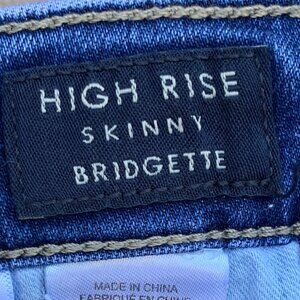 HIGH RISE
SKINNY
BRIDGETTE
MADE IN CHINA
FABRIQUÉ EN CHINE